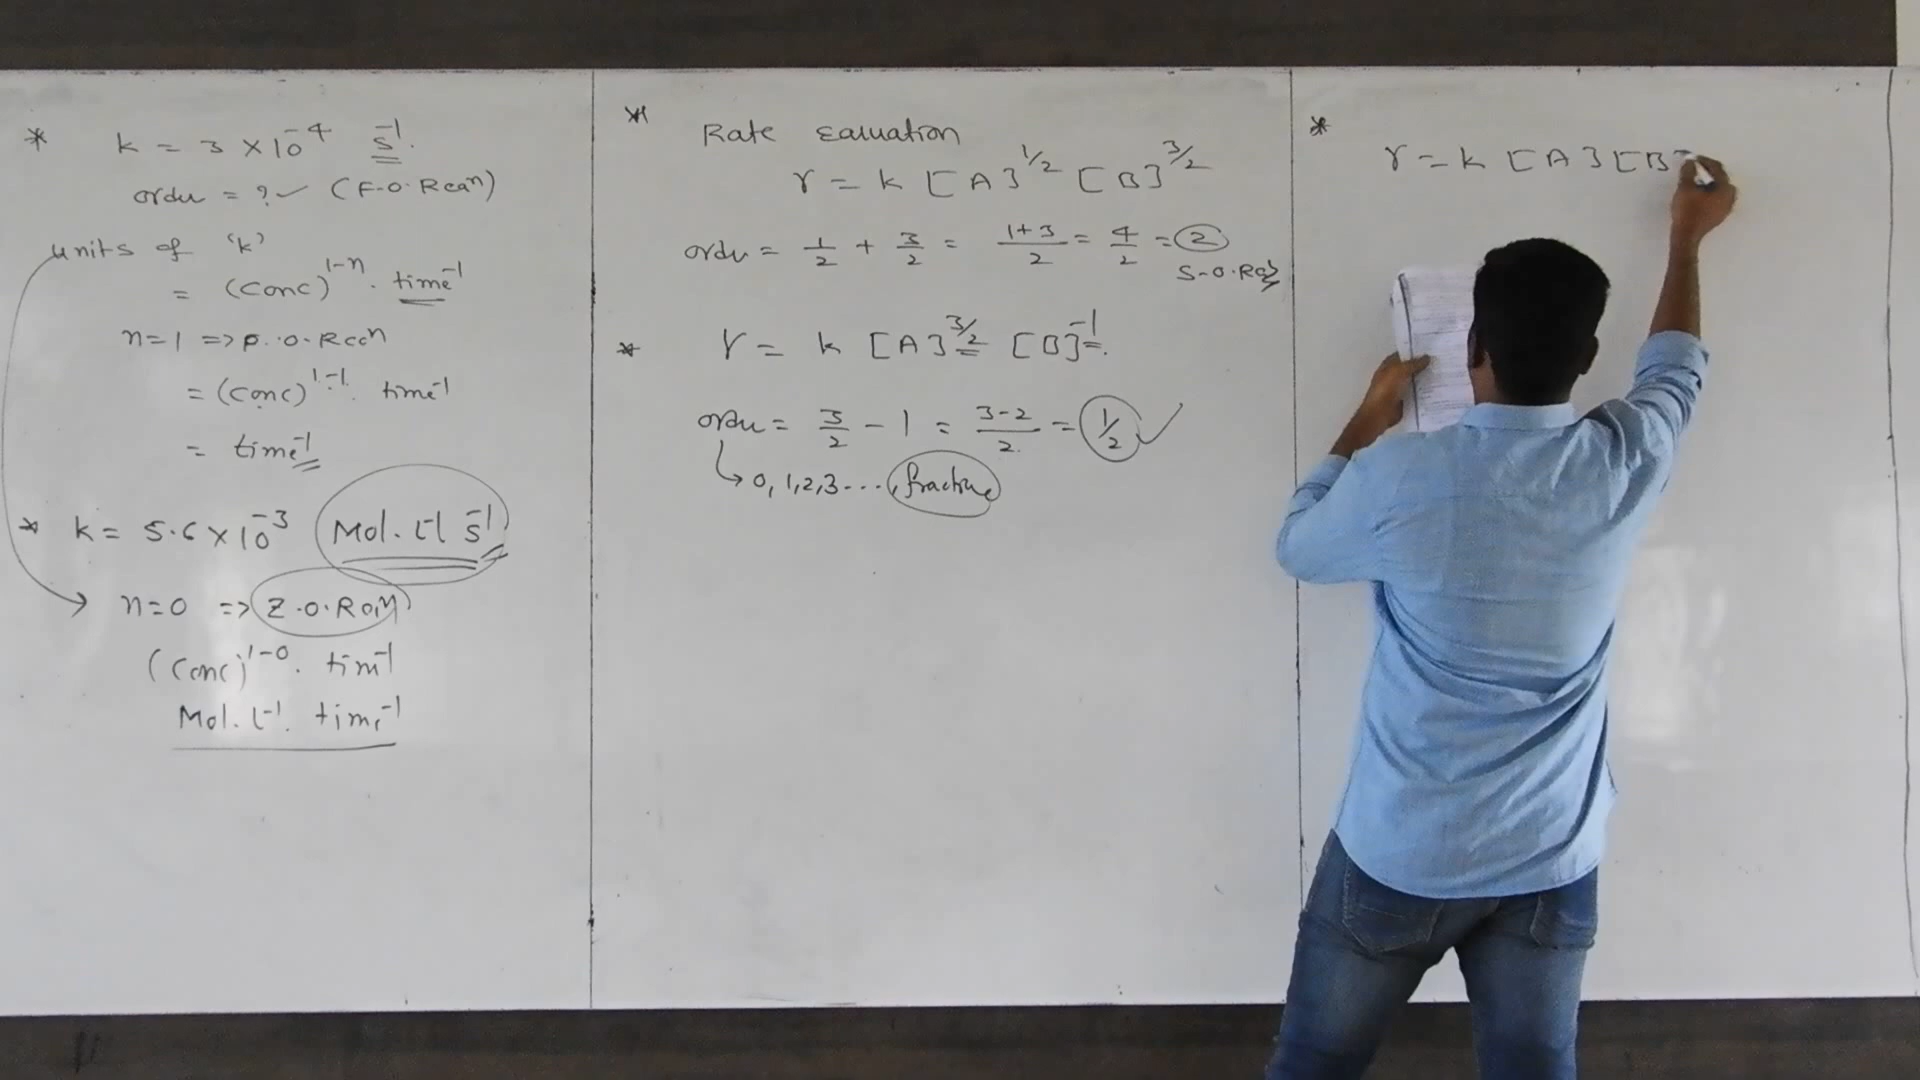 * k = 3 × 10⁻⁴ s⁻¹.
order = ? ✓ (F.O.Rean)
units of 'k'
= (Conc)¹⁻ⁿ . time⁻¹
n=1 => F.O.Rean
= (conc)¹⁻¹. time⁻¹
= time⁻¹
* k = 5.6 × 10⁻³ Mol. L⁻¹ s⁻¹
n=0 => Z.O.Ran
(Conc)¹⁻⁰. tim⁻¹
Mol. L⁻¹. time⁻¹
* Rate Equation
r = k [A]^1/2 [B]^3/2
order = 1/2 + 3/2 = (1+3)/2 = 4/2 = 2
S.O.Rea
* r = k [A]^3/2 [B]⁻¹.
order = 3/2 - 1 = (3-2)/2 = 1/2 ✓
↳ 0, 1, 2, 3 ..., fraction
*
r = k [A] [B]